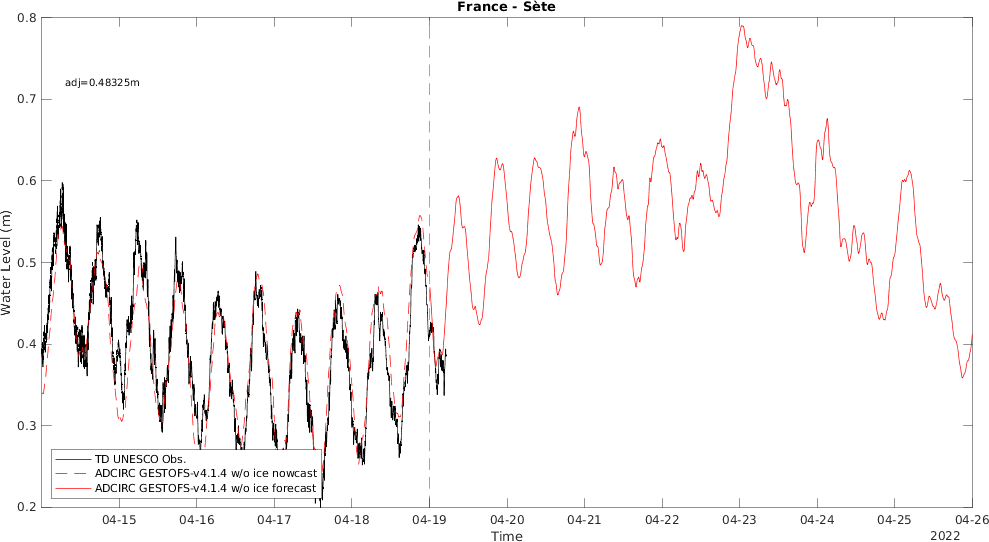 France - Sète
0.8
0.7
0.6
0.5
0.4
0.3
0.2
Water Level (m)
adj=0.48325m
TD UNESCO Obs.
ADCIRC GESTOFS-v4.1.4 w/o ice nowcast
ADCIRC GESTOFS-v4.1.4 w/o ice forecast
04-15 04-16 04-17 04-18 04-19 04-20 04-21 04-22 04-23 04-24 04-25 04-26
Time
2022